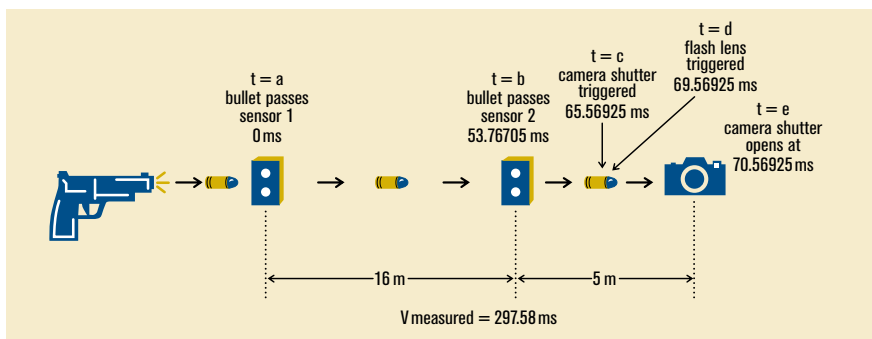 t = a
bullet passes
sensor 1
0 ms
t = b
bullet passes
sensor 2
53.76705 ms
t = c
camera shutter
triggered
65.56925 ms
t = d
flash lens
triggered
69.56925 ms
t = e
camera shutter
opens at
70.56925 ms
16 m
5 m
V measured = 297.58 ms